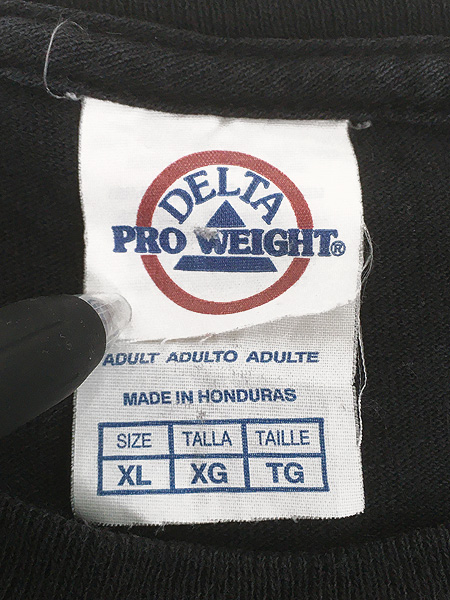 DELTA
PRO WEIGHT®
ADULT ADULTO ADULTE
MADE IN HONDURAS
SIZE TALLA TAILLE
XL XG TG